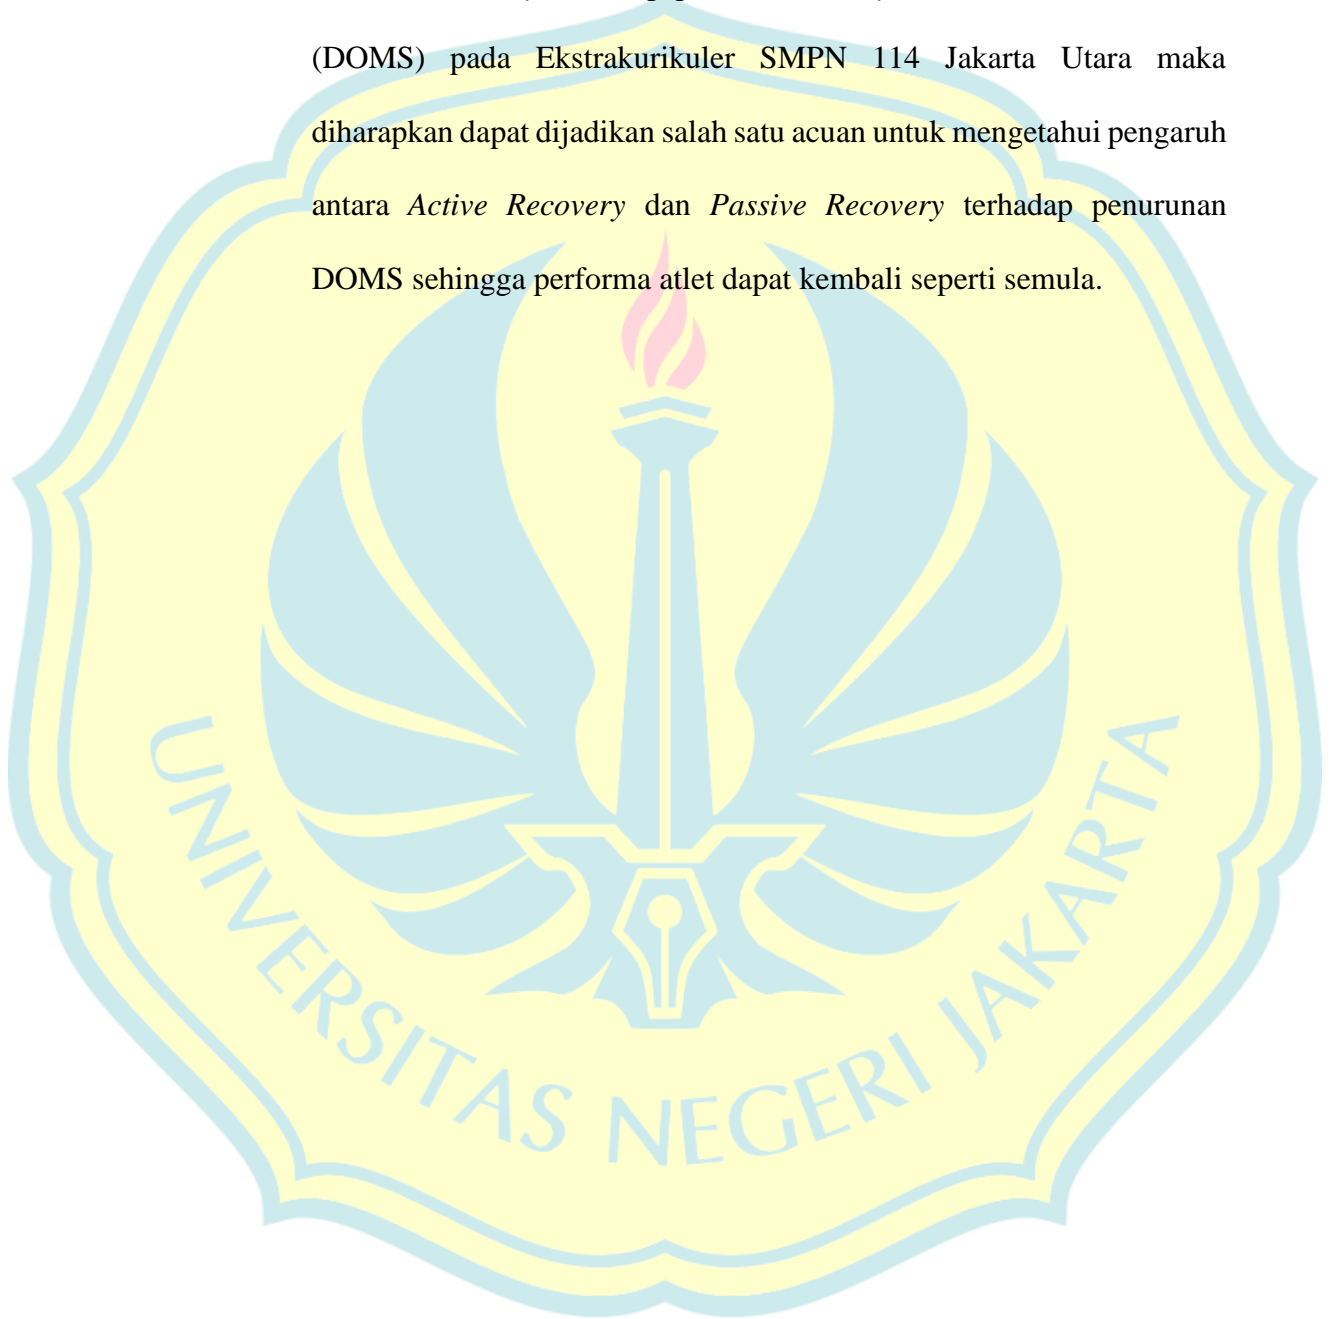 (DOMS) pada Ekstrakurikuler SMPN 114 Jakarta Utara maka
diharapkan dapat dijadikan salah satu acuan untuk mengetahui pengaruh
antara Active Recovery dan Passive Recovery terhadap penurunan
DOMS sehingga performa atlet dapat kembali seperti semula.
UNIVERSITAS NEGERI JAKARTA